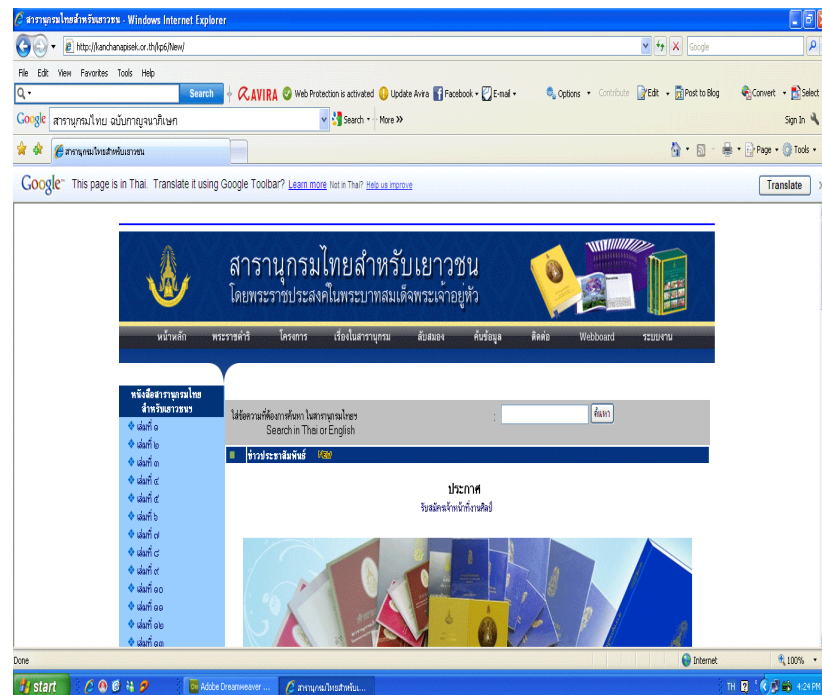 สารานุกรมไทยสำหรับเยาวชน - Windows Internet Explorer
http://kanchanapisek.or.th/kp6/New/
Google
File Edit View Favorites Tools Help
Search AVIRA Web Protection is activated Update Avira Facebook E-mail Options Contribute Edit Post to Blog Convert Select
Google สารานุกรมไทย ฉบับกาญจนาภิเษก Search More >> Sign In
สารานุกรมไทยสำหรับเยาวชน Page Tools
Google™ This page is in Thai. Translate it using Google Toolbar? Learn more Not in Thai? Help us improve Translate
สารานุกรมไทยสำหรับเยาวชน
โดยพระราชประสงค์ในพระบาทสมเด็จพระเจ้าอยู่หัว
หน้าหลัก พระราชดำริ โครงการ เรื่องในสารานุกรม ลับสมอง ค้นข้อมูล ติดต่อ Webboard ระบบงาน
หนังสือสารานุกรมไทย
สำหรับเยาวชนฯ
เล่มที่ ๑
เล่มที่ ๒
เล่มที่ ๓
เล่มที่ ๔
เล่มที่ ๕
เล่มที่ ๖
เล่มที่ ๗
เล่มที่ ๘
เล่มที่ ๙
เล่มที่ ๑๐
เล่มที่ ๑๑
เล่มที่ ๑๒
เล่มที่ ๑๓
ใส่ข้อความที่ต้องการค้นหา ในสารานุกรมไทยฯ : ค้นหา
Search in Thai or English
ข่าวประชาสัมพันธ์ NEW
ประกาศ
รับสมัครเจ้าหน้าที่งานศิลป์
Done Internet 100%
start Adobe Dreamweaver ... สารานุกรมไทยสำหรับเ... TH 4:24 PM